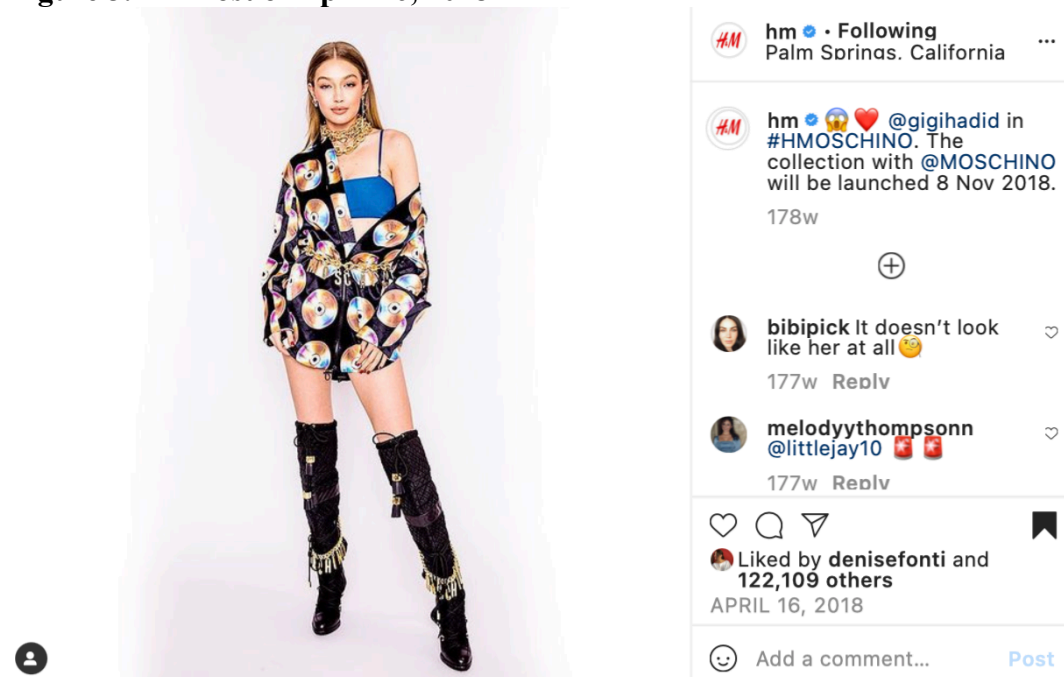 H&M
hm • Following
Palm Springs, California
...
H&M
hm 😱 ❤️ @gigihadid in
#HMOSCHINO. The
collection with @MOSCHINO
will be launched 8 Nov 2018.
178w
bibipick It doesn’t look
like her at all🧐
177w Reply
melodyythompsonn
@littlejay10 🚨 🚨
177w Reply
Liked by denisefonti and
122,109 others
APRIL 16, 2018
Add a comment... Post